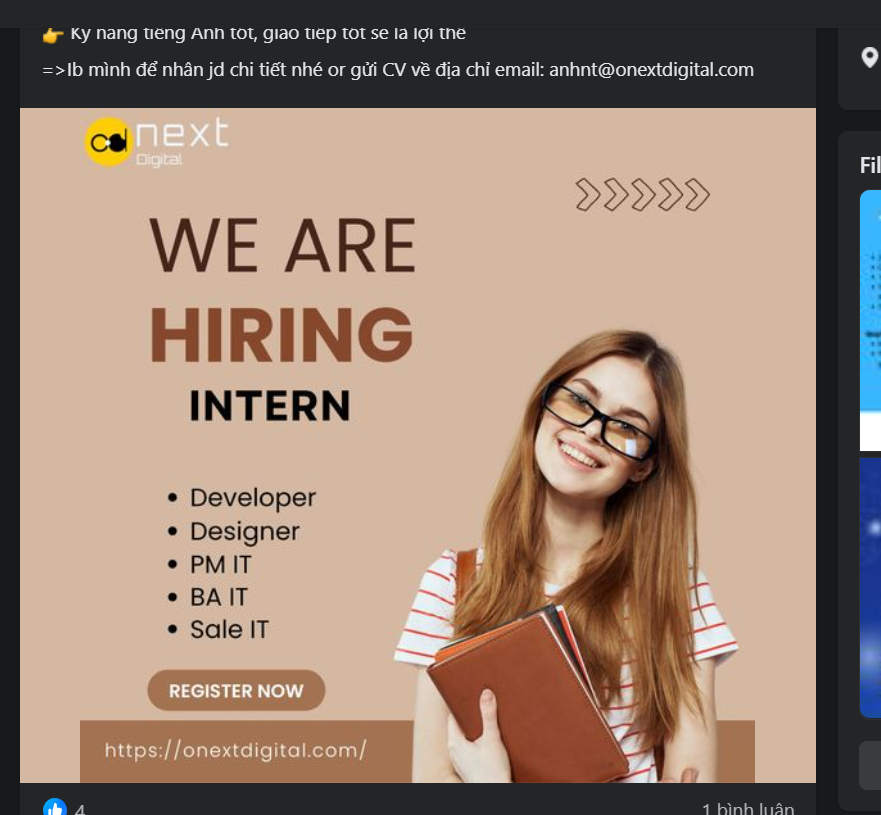 👉 Kỹ năng tiếng Anh tốt, giao tiếp tốt sẽ là lợi thế
=>Ib mình để nhân jd chi tiết nhé or gửi CV về địa chỉ email: anhnt@onextdigital.com
next
Digital
WE ARE
HIRING
INTERN
• Developer
• Designer
• PM IT
• BA IT
• Sale IT
REGISTER NOW
https://onextdigital.com/
4
1 bình luận